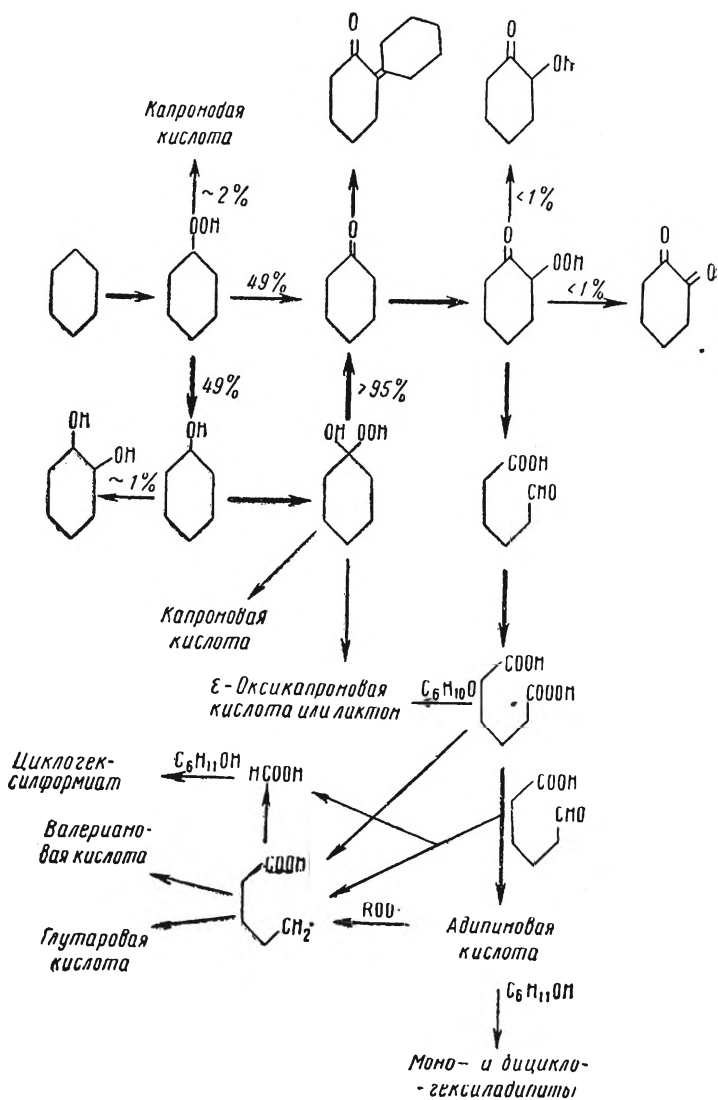 O
O
OH
Капроновая
кислота
~2%
<1%
OOH
O
O
OOH
O
O
49%
<1%
49%
>95%
OH
OH
OH
OH OOH
~1%
COOH
CHO
Капроновая
кислота
ε-Оксикапроновая
кислота или лактон
C6H10O
COOH
COOOH
Циклогек-
силформиат
C6H11OH
HCOOH
COOH
CHO
Валериано-
вая кислота
COOH
CH2·
ROO·
Глутаровая
кислота
Адипиновая
кислота
C6H11OH
Моно- и дицикло-
-гексиладипаты